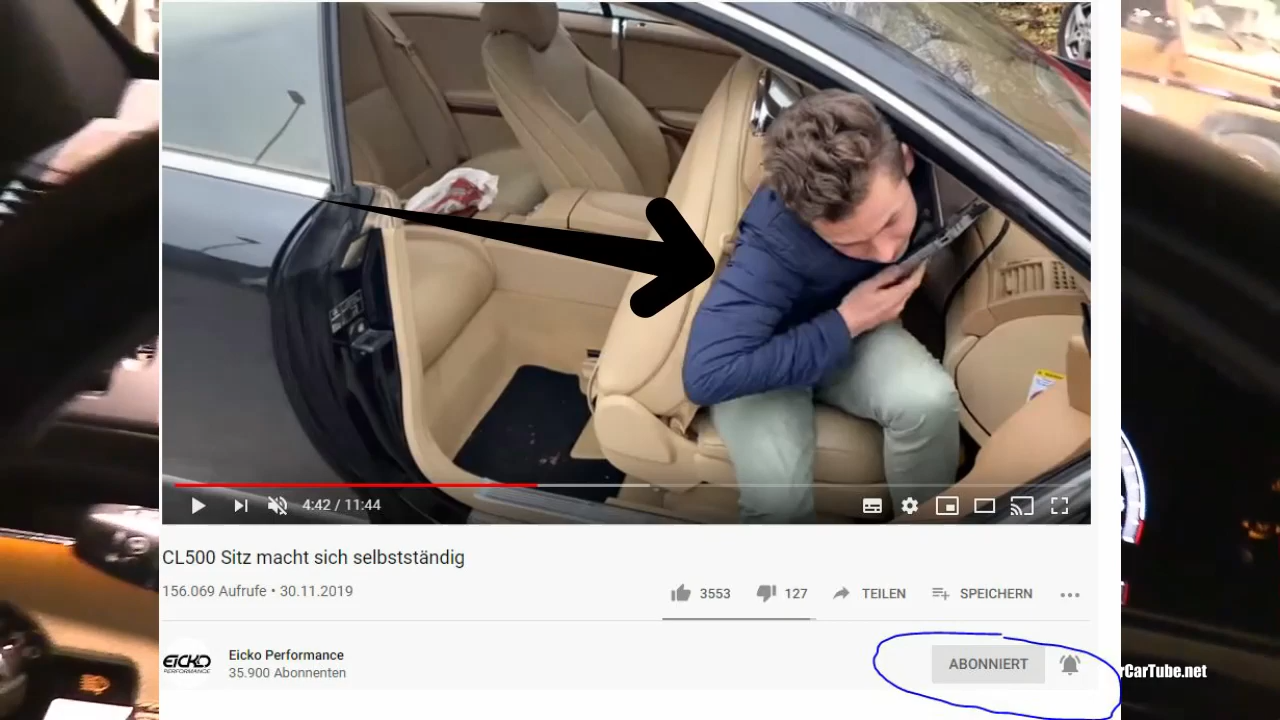 4:42 / 11:44
CL500 Sitz macht sich selbstständig
156.069 Aufrufe • 30.11.2019
3553 127 TEILEN SPEICHERN
EICKO PERFORMANCE
Eicko Performance
35.900 Abonnenten
ABONNIERT
rCarTube.net